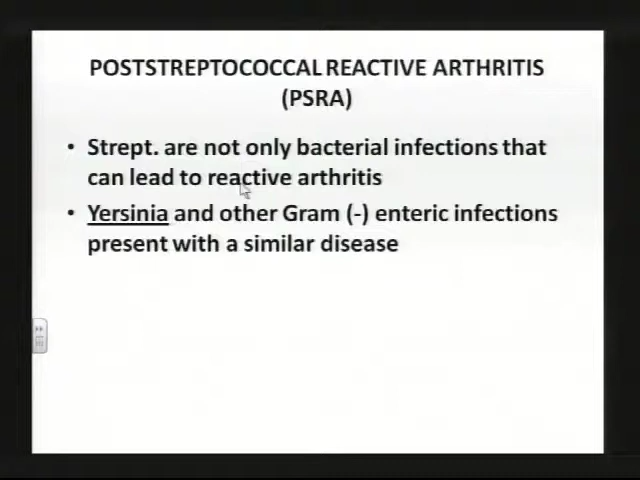 POSTSTREPTOCOCCAL REACTIVE ARTHRITIS
(PSRA)
• Strept. are not only bacterial infections that
can lead to reactive arthritis
• Yersinia and other Gram (-) enteric infections
present with a similar disease